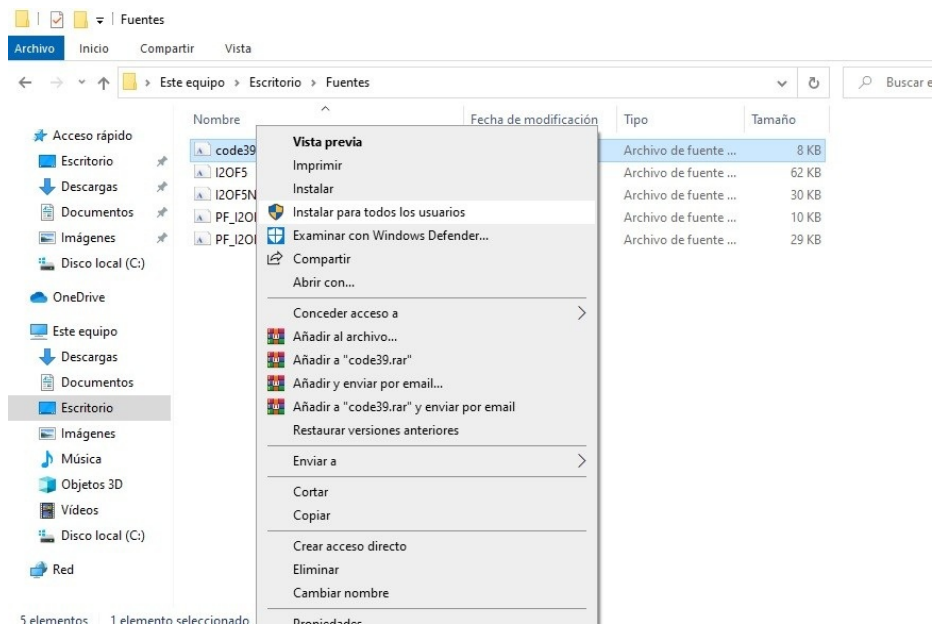 Fuentes
Archivo Inicio Compartir Vista
Este equipo > Escritorio > Fuentes Buscar e
Nombre Fecha de modificación Tipo Tamaño
Acceso rápido
Escritorio
Descargas
Documentos
Imágenes
Disco local (C:)
OneDrive
Este equipo
Descargas
Documentos
Escritorio
Imágenes
Música
Objetos 3D
Vídeos
Disco local (C:)
Red
code39 Archivo de fuente ... 8 KB
I2OF5 Archivo de fuente ... 62 KB
I2OF5N Archivo de fuente ... 30 KB
PF_I2O Archivo de fuente ... 10 KB
PF_I2O Archivo de fuente ... 29 KB
Vista previa
Imprimir
Instalar
Instalar para todos los usuarios
Examinar con Windows Defender...
Compartir
Abrir con...
Conceder acceso a
Añadir al archivo...
Añadir a "code39.rar"
Añadir y enviar por email...
Añadir a "code39.rar" y enviar por email
Restaurar versiones anteriores
Enviar a
Cortar
Copiar
Crear acceso directo
Eliminar
Cambiar nombre
Propiedades
5 elementos 1 elemento seleccionado